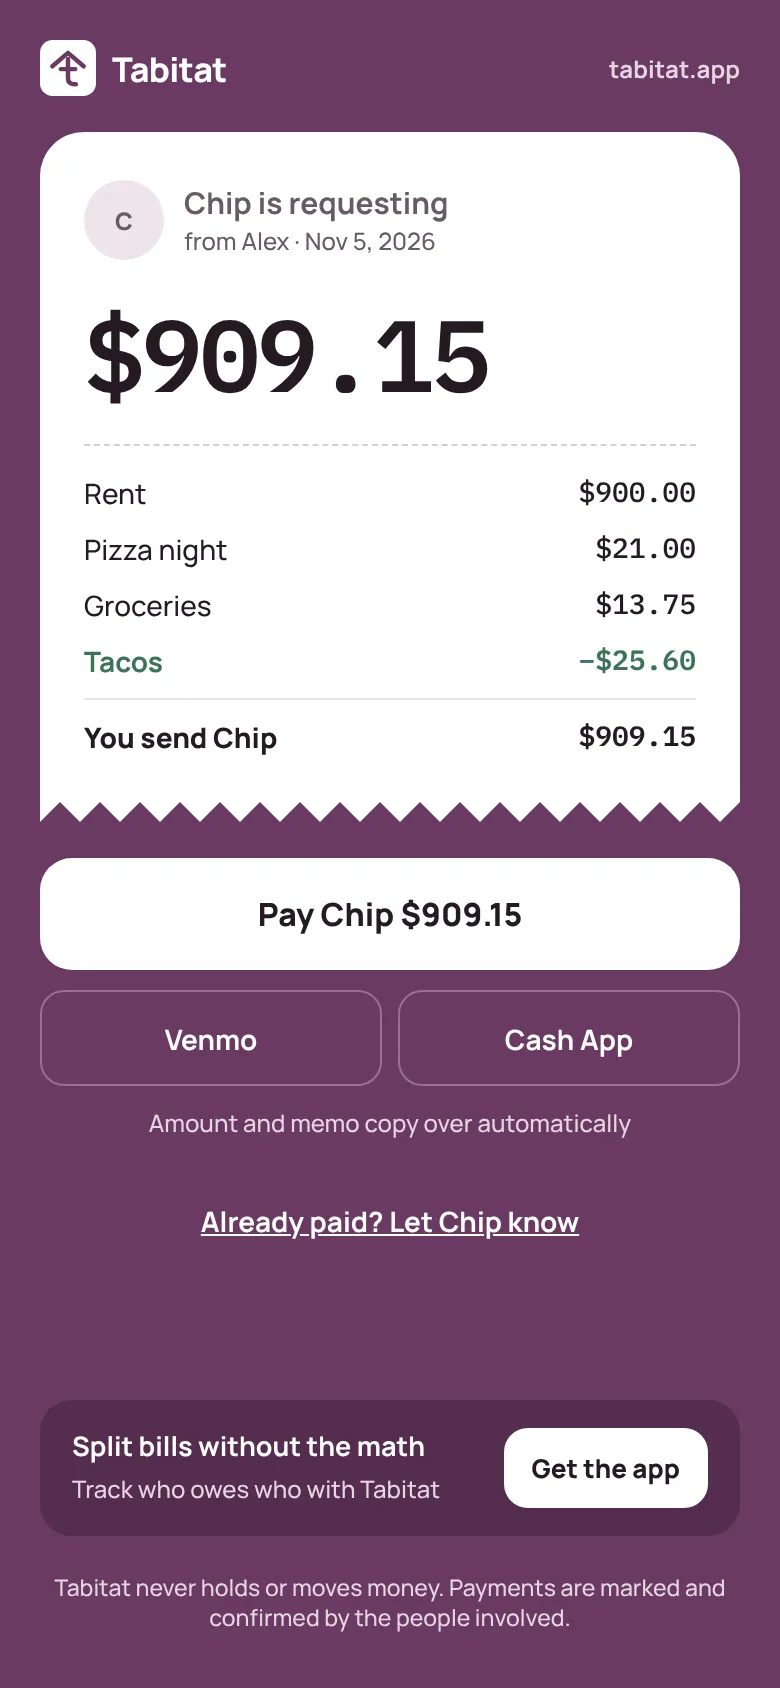 Tabitat
tabitat.app
C
Chip is requesting
from Alex · Nov 5, 2026
$909.15
Rent $900.00
Pizza night $21.00
Groceries $13.75
Tacos −$25.60
You send Chip $909.15
Pay Chip $909.15
Venmo
Cash App
Amount and memo copy over automatically
Already paid? Let Chip know
Split bills without the math
Track who owes who with Tabitat
Get the app
Tabitat never holds or moves money. Payments are marked and
confirmed by the people involved.